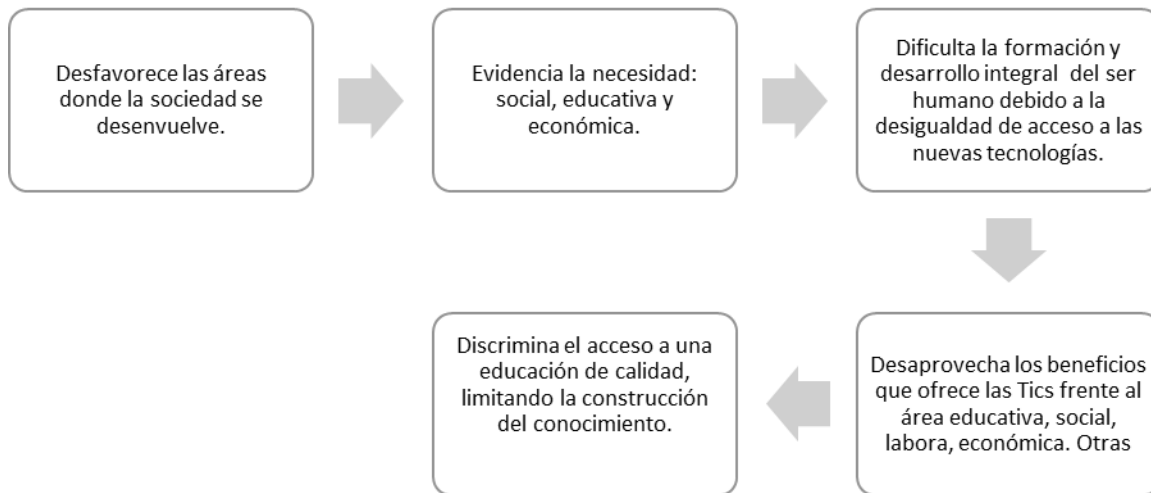 Desfavorece las áreas
donde la sociedad se
desenvuelve.
Evidencia la necesidad:
social, educativa y
económica.
Dificulta la formación y
desarrollo integral del ser
humano debido a la
desigualdad de acceso a las
nuevas tecnologías.
Desaprovecha los beneficios
que ofrece las Tics frente al
área educativa, social,
labora, económica. Otras
Discrimina el acceso a una
educación de calidad,
limitando la construcción
del conocimiento.